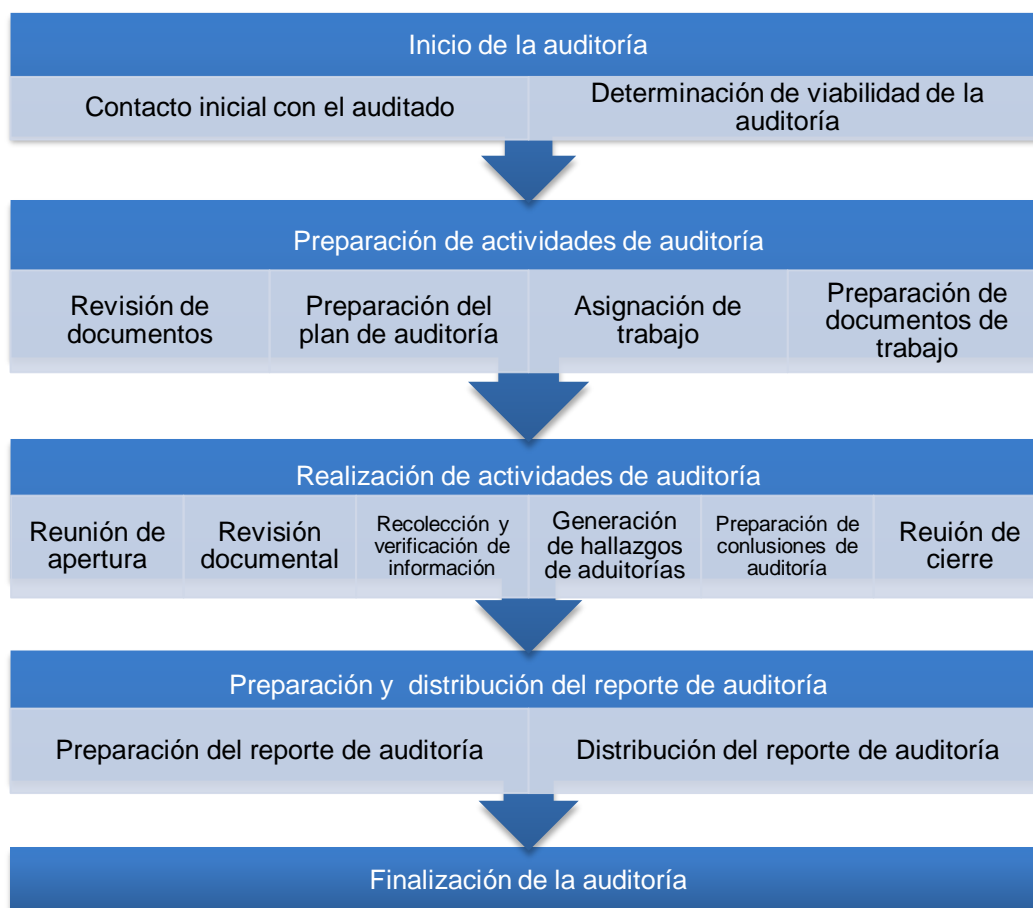 Inicio de la auditoría
Contacto inicial con el auditado
Determinación de viabilidad de la
auditoría
Preparación de actividades de auditoría
Revisión de
documentos
Preparación del
plan de auditoría
Asignación de
trabajo
Preparación de
documentos de
trabajo
Realización de actividades de auditoría
Reunión de
apertura
Revisión
documental
Recolección y
verificación de
información
Generación
de hallazgos
de aduitorías
Preparación de
conlusiones de
auditoría
Reuión de
cierre
Preparación y  distribución del reporte de auditoría
Preparación del reporte de auditoría
Distribución del reporte de auditoría
Finalización de la auditoría